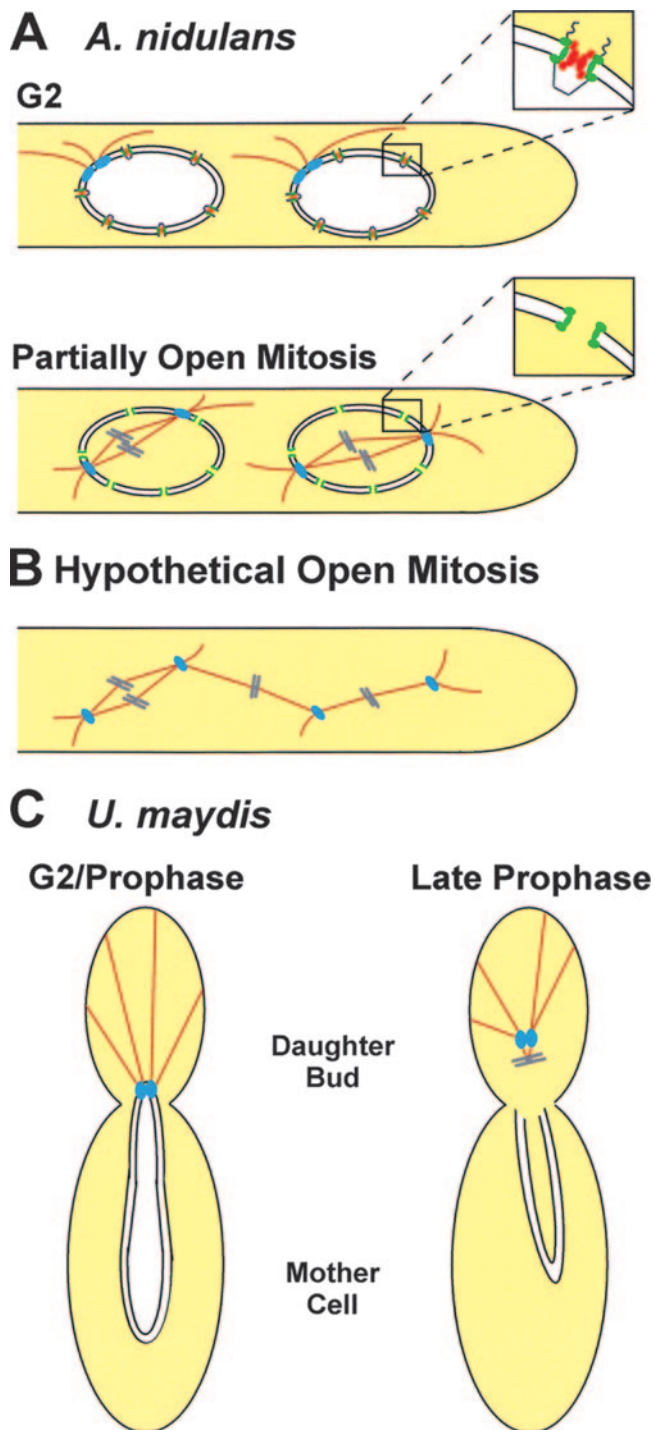 A A. nidulans
G2
Partially Open Mitosis
B Hypothetical Open Mitosis
C U. maydis
G2/Prophase
Late Prophase
Daughter
Bud
Mother
Cell